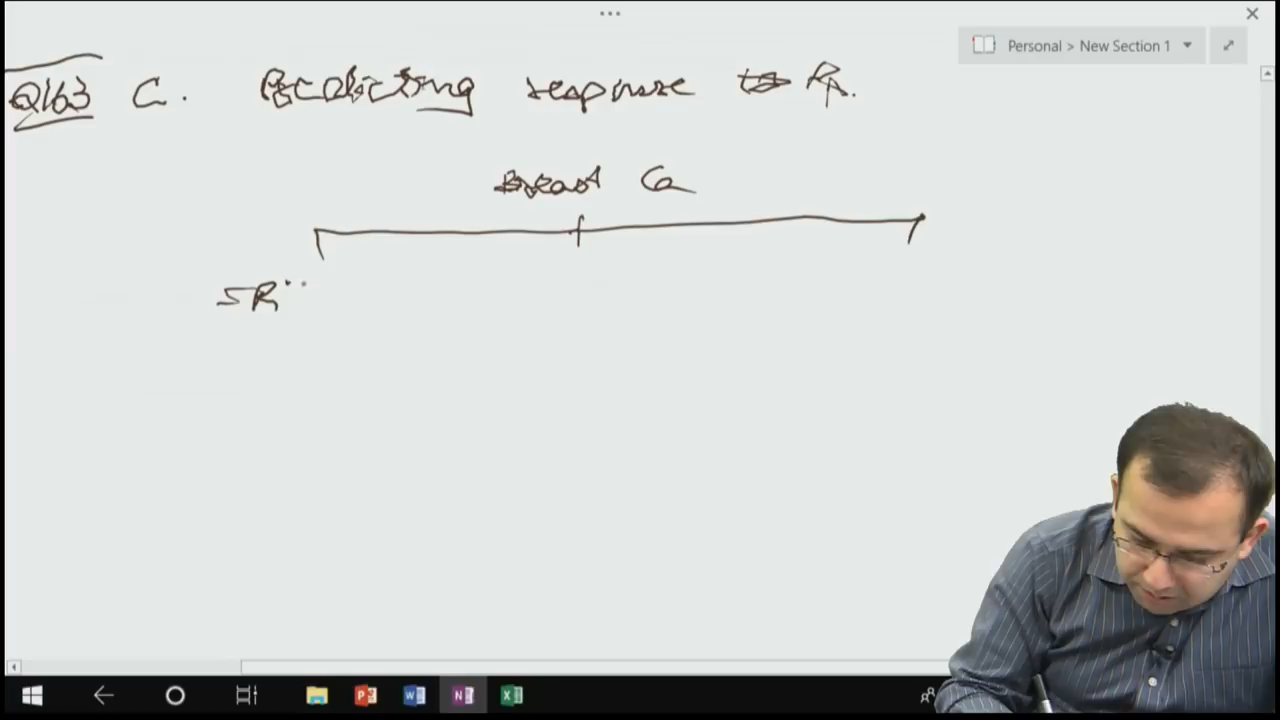 Personal > New Section 1
Q163 C. Predicting response to Rx.
Breast Ca